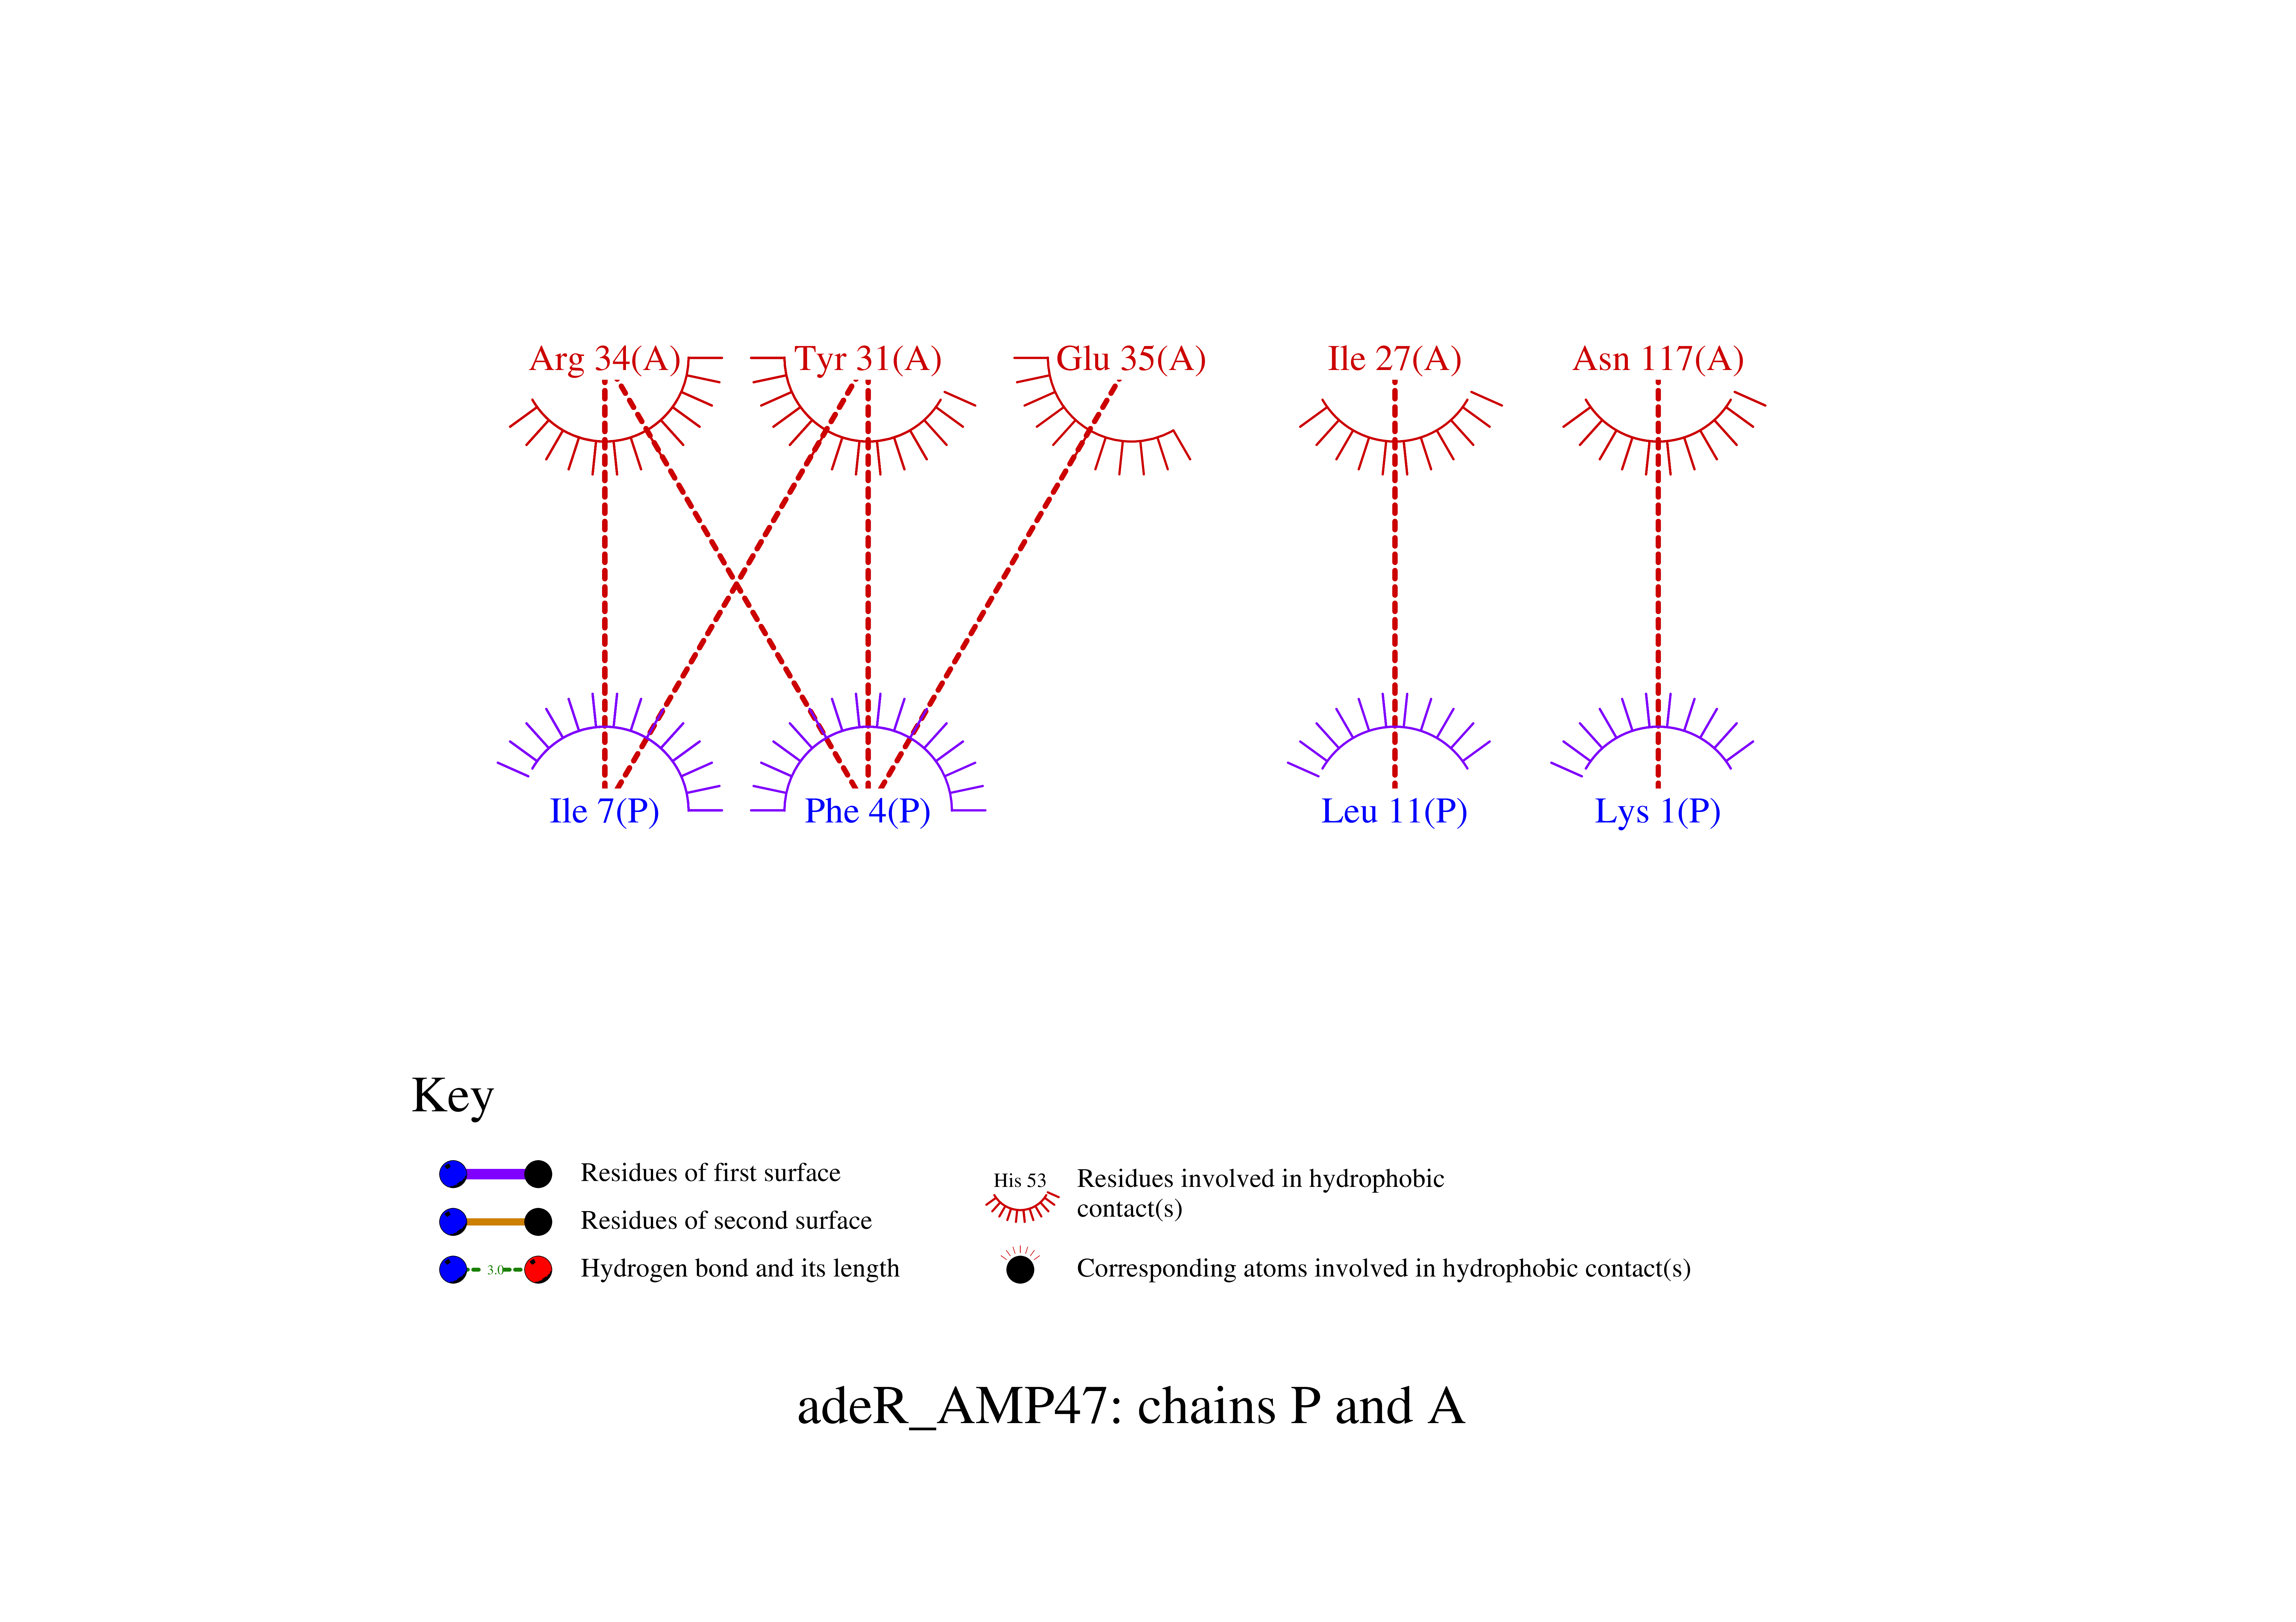 Arg 34(A) Tyr 31(A) Glu 35(A) Ile 27(A) Asn 117(A)
Ile 7(P) Phe 4(P) Leu 11(P) Lys 1(P)
Key
Residues of first surface
Residues of second surface
3.0 Hydrogen bond and its length
His 53 Residues involved in hydrophobic
contact(s)
Corresponding atoms involved in hydrophobic contact(s)
adeR_AMP47: chains P and A